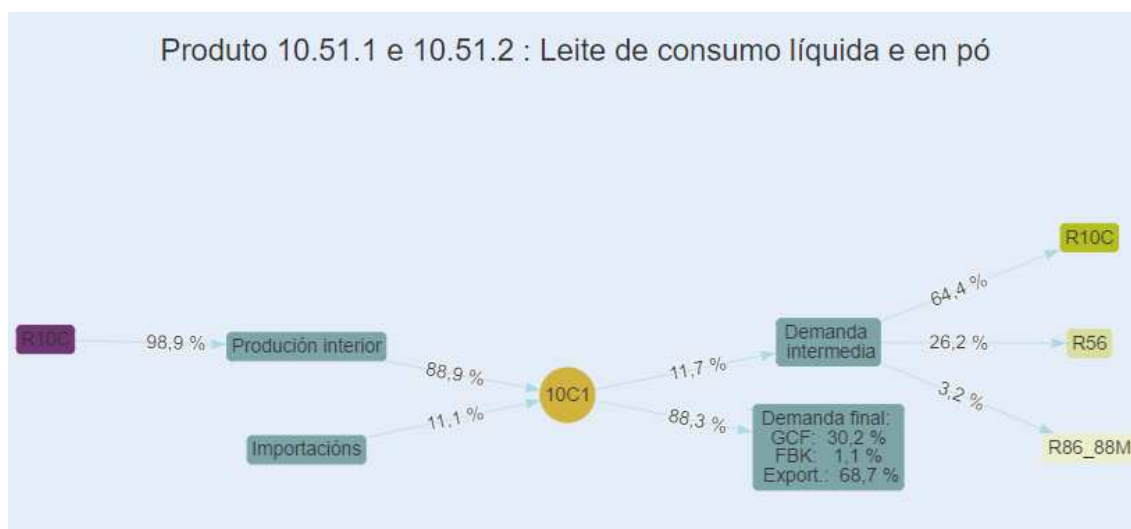 Produto 10.51.1 e 10.51.2 : Leite de consumo líquida e en pó
R10C
98,9 %
Produción interior
88,9 %
Importacións
11,1 %
10C1
11,7 %
88,3 %
Demanda
intermedia
Demanda final:
GCF: 30,2 %
FBK: 1,1 %
Export.: 68,7 %
64,4 %
R10C
26,2 %
R56
3,2 %
R86_88M